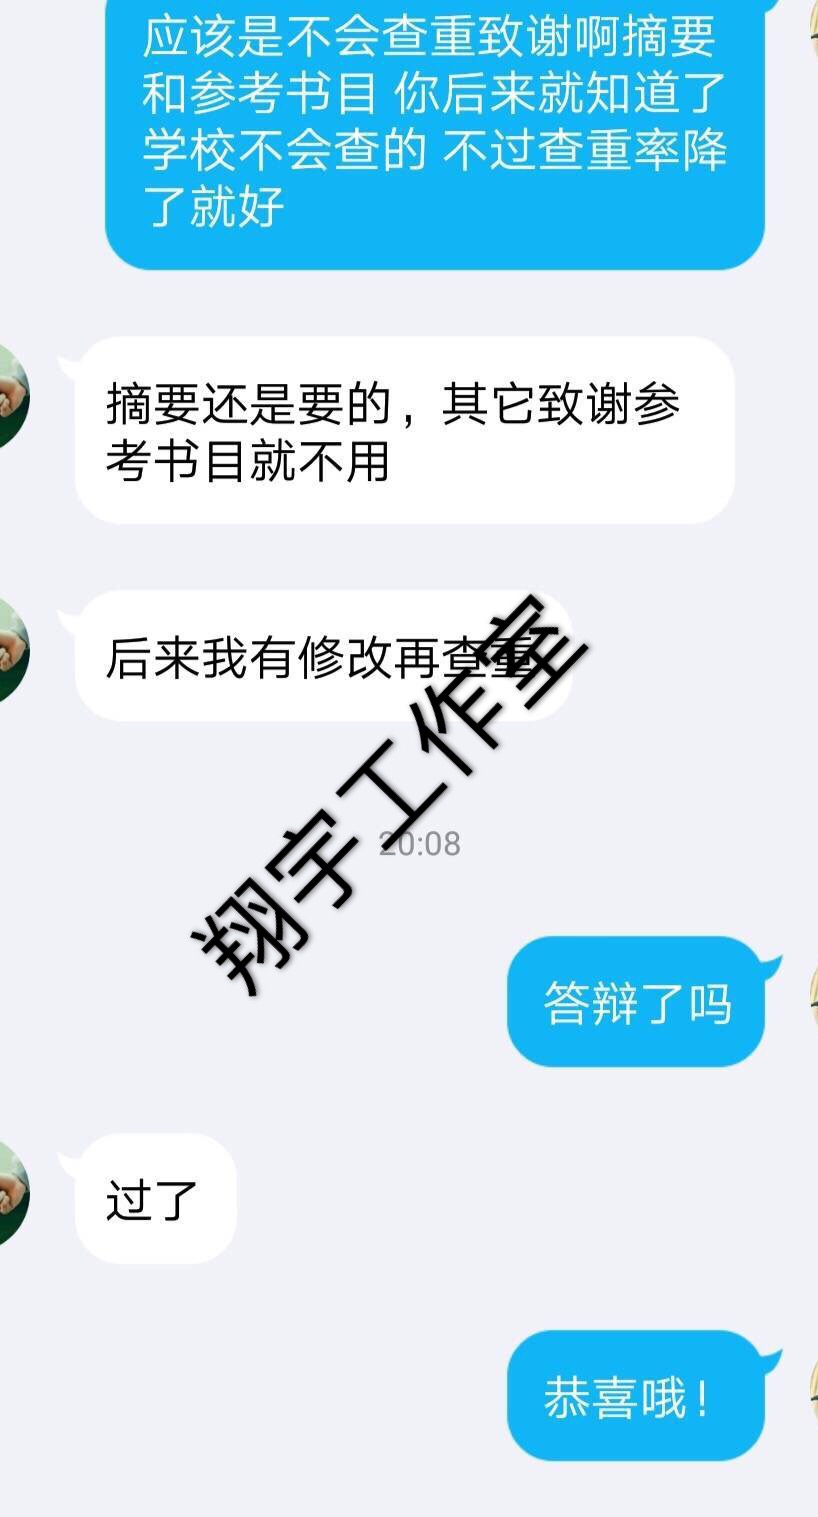 应该是不会查重致谢啊摘要
和参考书目 你后来就知道了
学校不会查的 不过查重率降
了就好
摘要还是要的，其它致谢参
考书目就不用
后来我有修改再查重
翔宇工作室
20:08
答辩了吗
过了
恭喜哦！